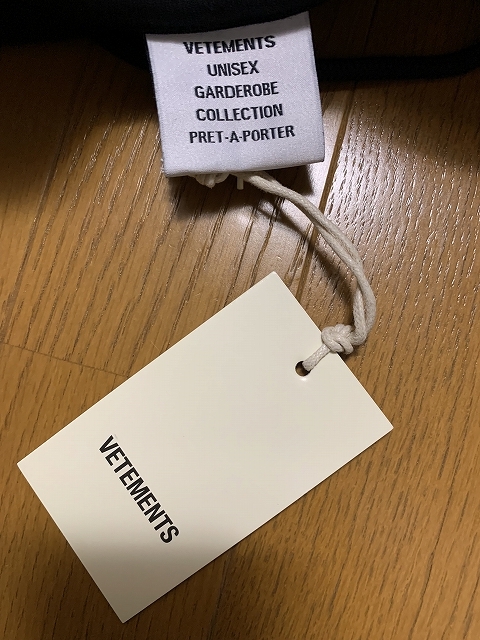 VETEMENTS
UNISEX
GARDEROBE
COLLECTION
PRET-A-PORTER
VETEMENTS